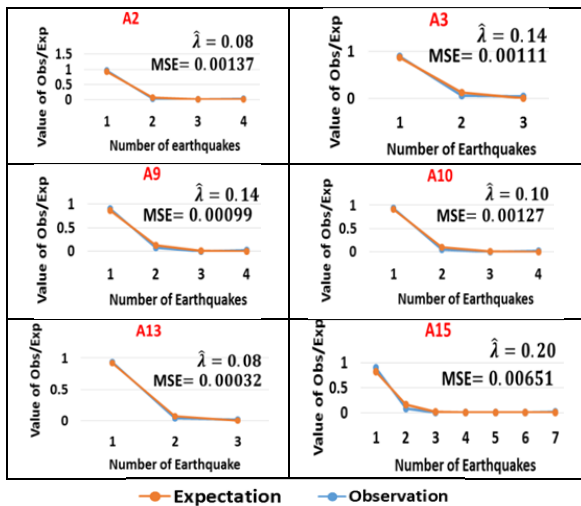 A2
λ̂ = 0.08
MSE= 0.00137
Value of Obs/Exp
1.5
1
0.5
0
1 2 3 4
Number of earthquakes
A3
λ̂ = 0.14
MSE= 0.00111
Value of Obs/Exp
1
0
1 2 3
Number of earthquakes
A9
λ̂ = 0.14
MSE= 0.00099
Value of Obs/Exp
1
0.5
0
1 2 3 4
Number of Earthquakes
A10
λ̂ = 0.10
MSE= 0.00127
Value of Obs/Exp
1
0.5
0
1 2 3 4
Number of Earthquakes
A13
λ̂ = 0.08
MSE= 0.00032
Value of Obs/Exp
1
0.5
0
1 2 3
Number of Earthquake
A15
λ̂ = 0.20
MSE= 0.00651
Value of Obs/Exp
1
0.5
0
1 2 3 4 5 6 7
Number of Earthquakes
Expectation Observation